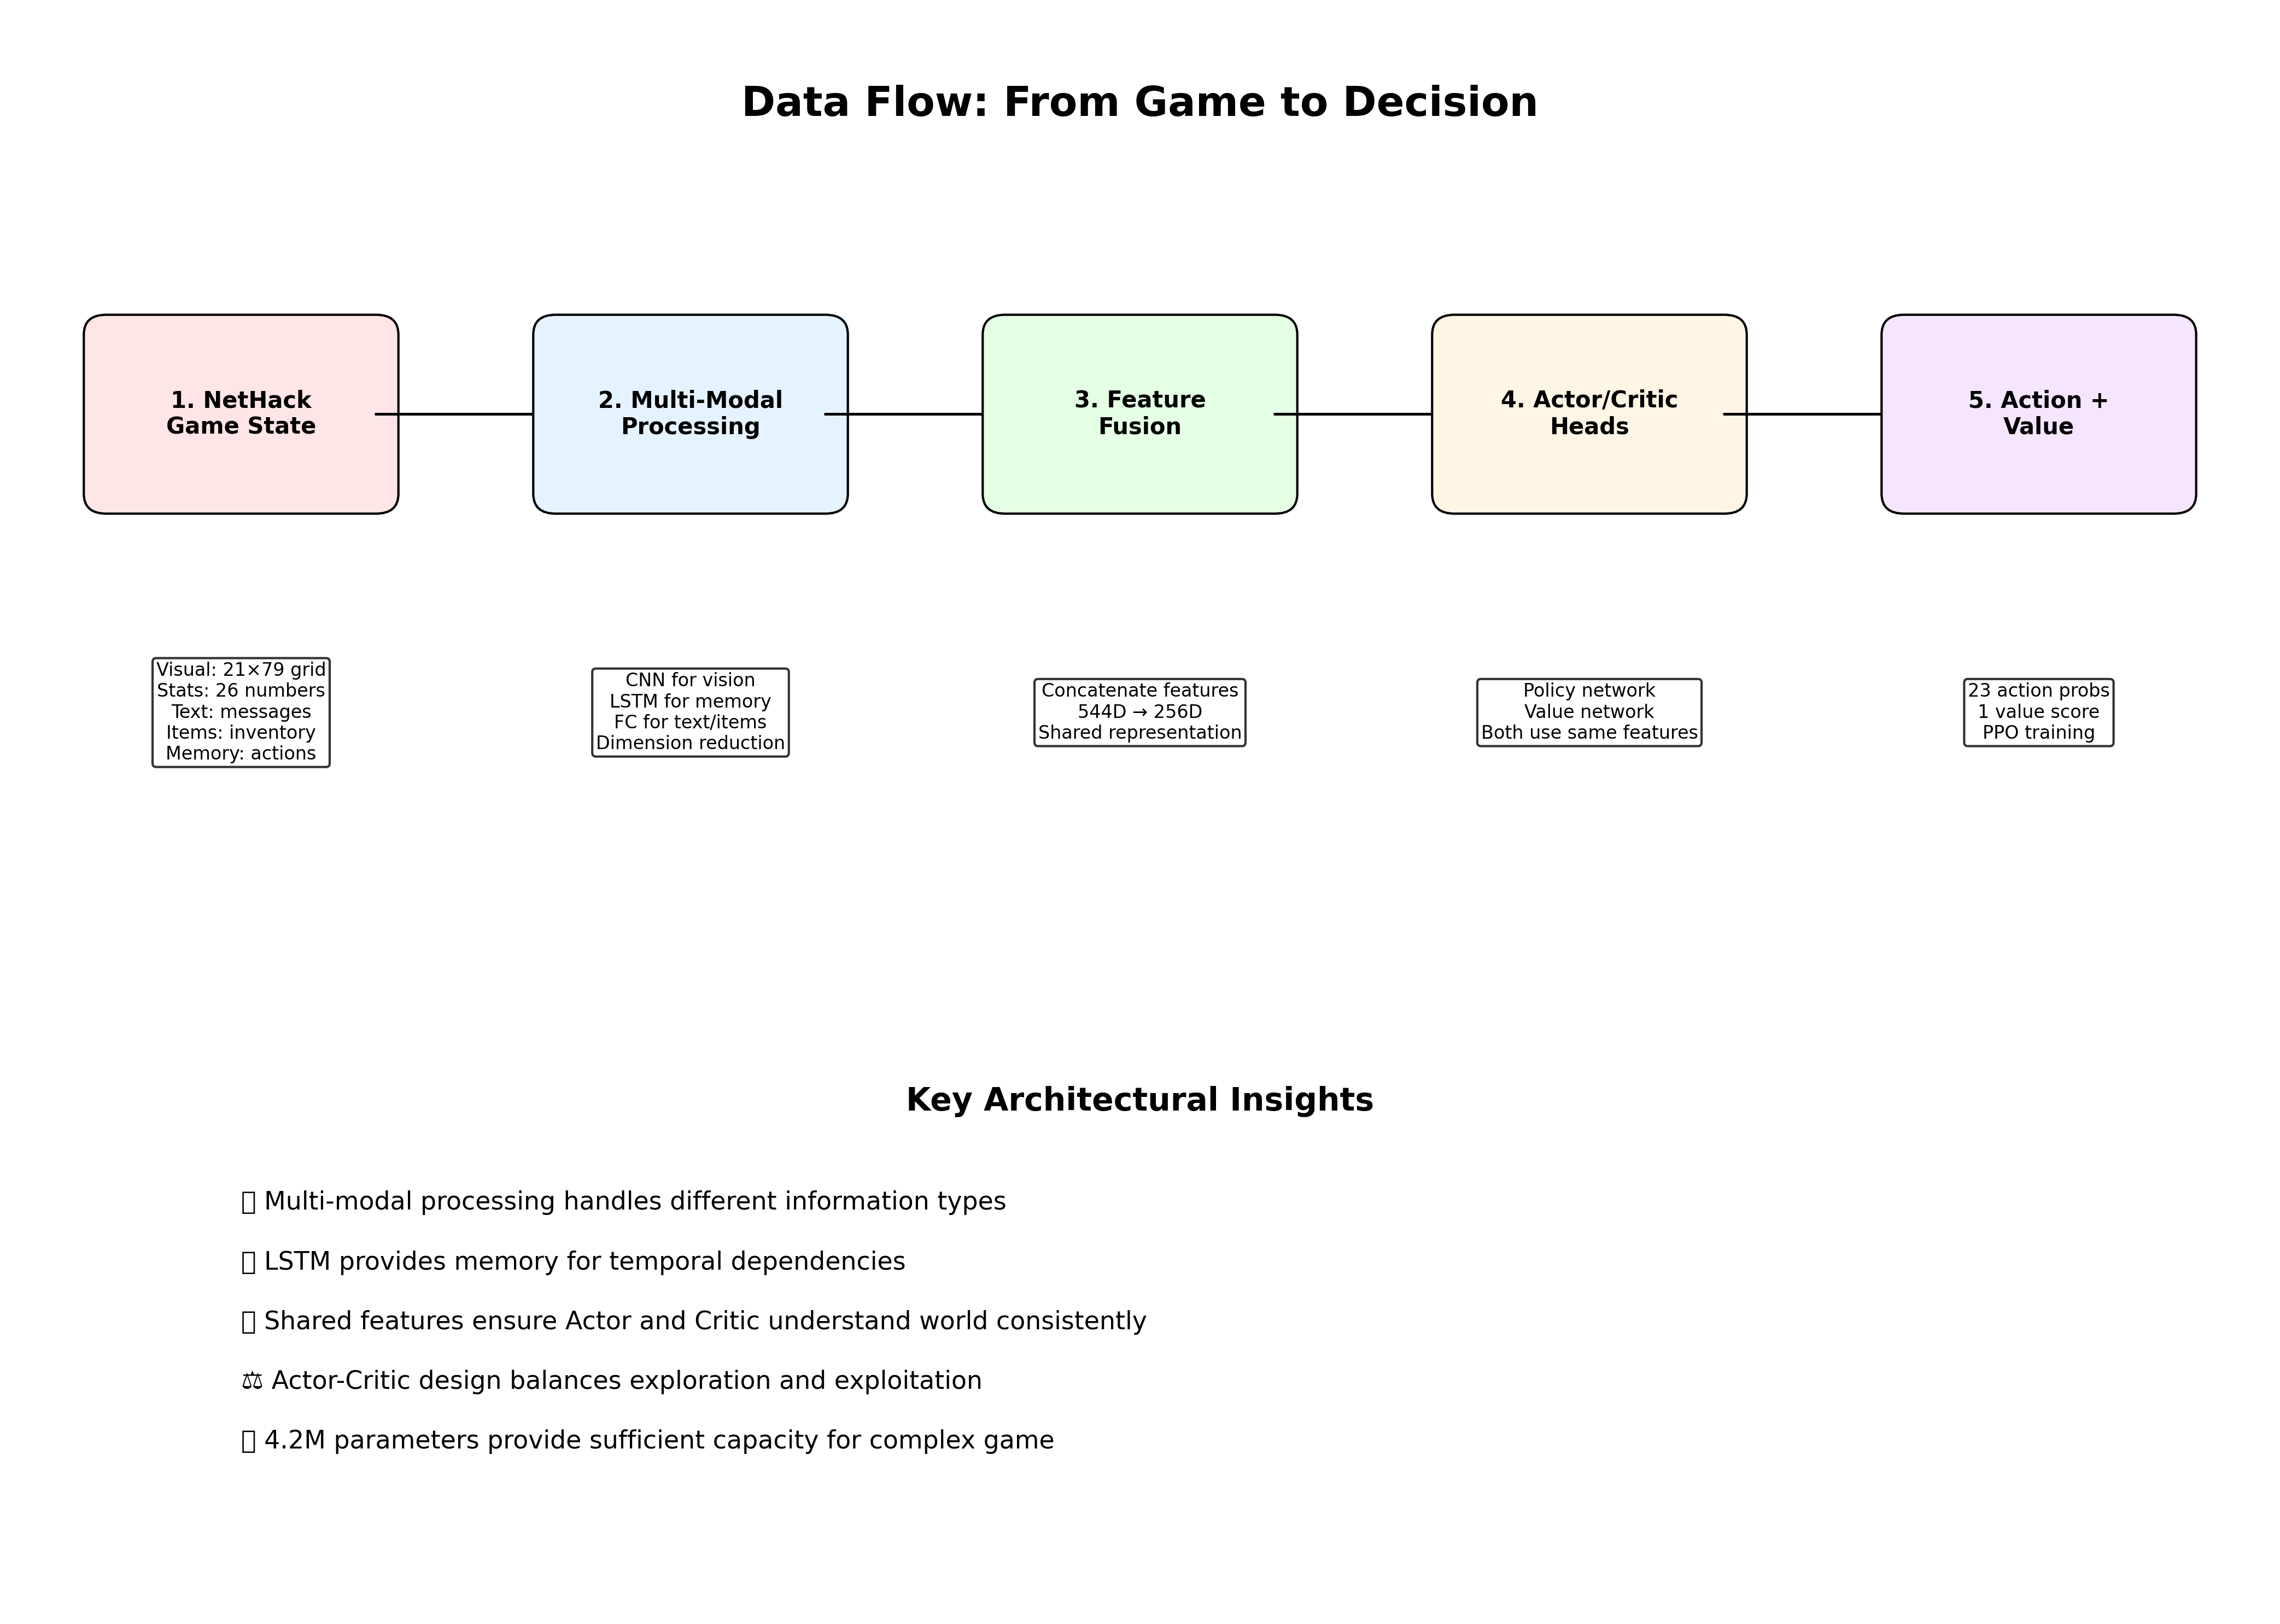 Data Flow: From Game to Decision
1. NetHack
Game State
2. Multi-Modal
Processing
3. Feature
Fusion
4. Actor/Critic
Heads
5. Action +
Value
Visual: 21×79 grid
Stats: 26 numbers
Text: messages
Items: inventory
Memory: actions
CNN for vision
LSTM for memory
FC for text/items
Dimension reduction
Concatenate features
544D → 256D
Shared representation
Policy network
Value network
Both use same features
23 action probs
1 value score
PPO training
Key Architectural Insights
Multi-modal processing handles different information types
LSTM provides memory for temporal dependencies
Shared features ensure Actor and Critic understand world consistently
⚖ Actor-Critic design balances exploration and exploitation
4.2M parameters provide sufficient capacity for complex game